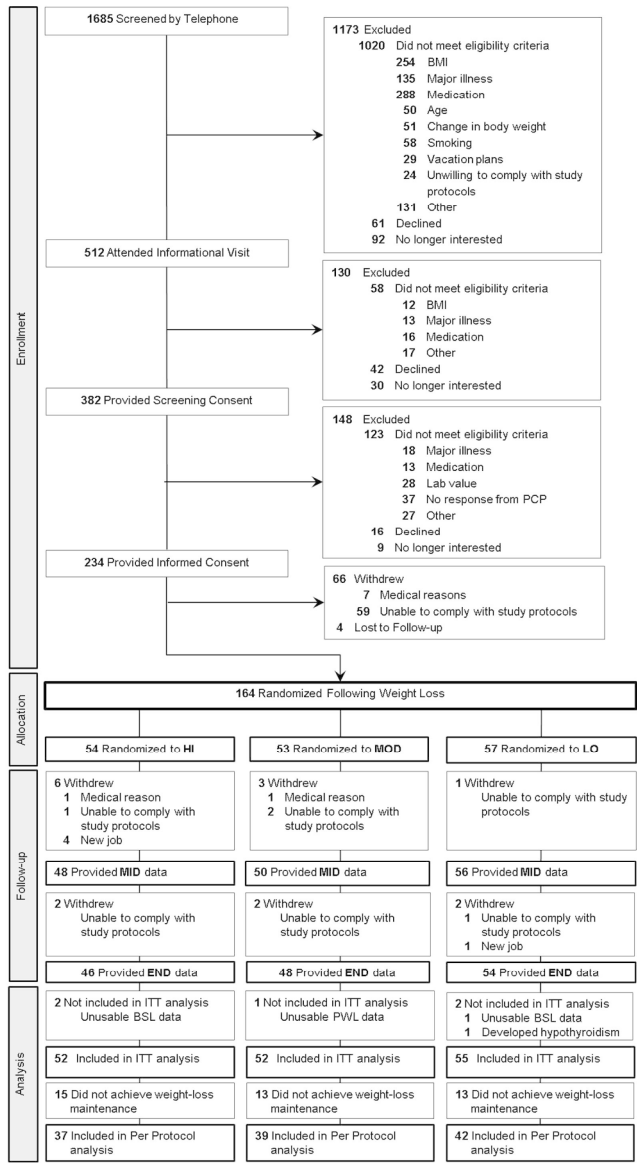 Enrollment
1685 Screened by Telephone
1173 Excluded
1020 Did not meet eligibility criteria
254 BMI
135 Major illness
288 Medication
50 Age
51 Change in body weight
58 Smoking
29 Vacation plans
24 Unwilling to comply with study
protocols
131 Other
61 Declined
92 No longer interested
512 Attended Informational Visit
130 Excluded
58 Did not meet eligibility criteria
12 BMI
13 Major illness
16 Medication
17 Other
42 Declined
30 No longer interested
382 Provided Screening Consent
148 Excluded
123 Did not meet eligibility criteria
18 Major illness
13 Medication
28 Lab value
37 No response from PCP
27 Other
16 Declined
9 No longer interested
234 Provided Informed Consent
66 Withdrew
7 Medical reasons
59 Unable to comply with study protocols
4 Lost to Follow-up
Allocation
164 Randomized Following Weight Loss
54 Randomized to HI
53 Randomized to MOD
57 Randomized to LO
Follow-up
6 Withdrew
1 Medical reason
1 Unable to comply with
study protocols
4 New job
3 Withdrew
1 Medical reason
2 Unable to comply with
study protocols
1 Withdrew
Unable to comply with study
protocols
48 Provided MID data
50 Provided MID data
56 Provided MID data
2 Withdrew
Unable to comply with
study protocols
2 Withdrew
Unable to comply with
study protocols
2 Withdrew
1 Unable to comply with
study protocols
1 New job
46 Provided END data
48 Provided END data
54 Provided END data
Analysis
2 Not included in ITT analysis
Unusable BSL data
1 Not included in ITT analysis
Unusable PWL data
2 Not included in ITT analysis
1 Unusable BSL data
1 Developed hypothyroidism
52 Included in ITT analysis
52 Included in ITT analysis
55 Included in ITT analysis
15 Did not achieve weight-loss
maintenance
13 Did not achieve weight-loss
maintenance
13 Did not achieve weight-loss
maintenance
37 Included in Per Protocol
analysis
39 Included in Per Protocol
analysis
42 Included in Per Protocol
analysis